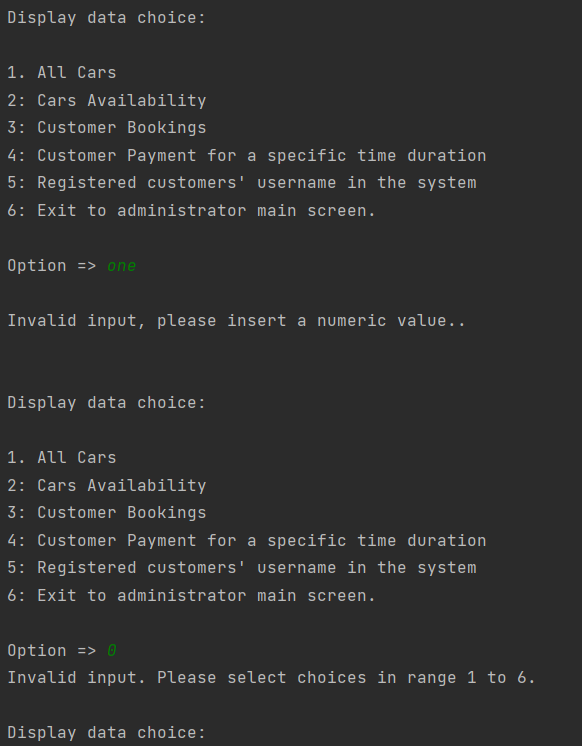 Display data choice:
1. All Cars
2: Cars Availability
3: Customer Bookings
4: Customer Payment for a specific time duration
5: Registered customers' username in the system
6: Exit to administrator main screen.
Option => one
Invalid input, please insert a numeric value..
Display data choice:
1. All Cars
2: Cars Availability
3: Customer Bookings
4: Customer Payment for a specific time duration
5: Registered customers' username in the system
6: Exit to administrator main screen.
Option => 0
Invalid input. Please select choices in range 1 to 6.
Display data choice: